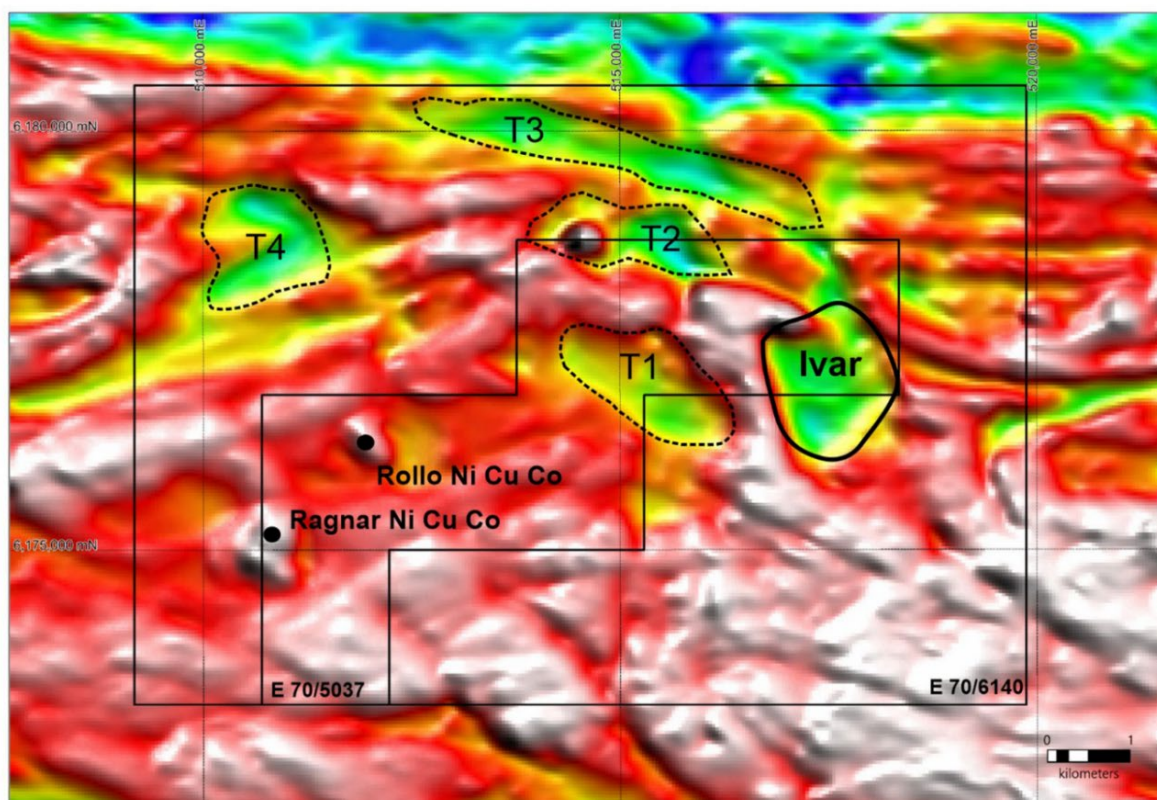 510,000 mE
515,000 mE
520,000 mE
6,180,000 mN
T3
T2
T4
T1
Ivar
Rollo Ni Cu Co
Ragnar Ni Cu Co
6,175,000 mN
E 70/5037
E 70/6140
0 1
kilometers